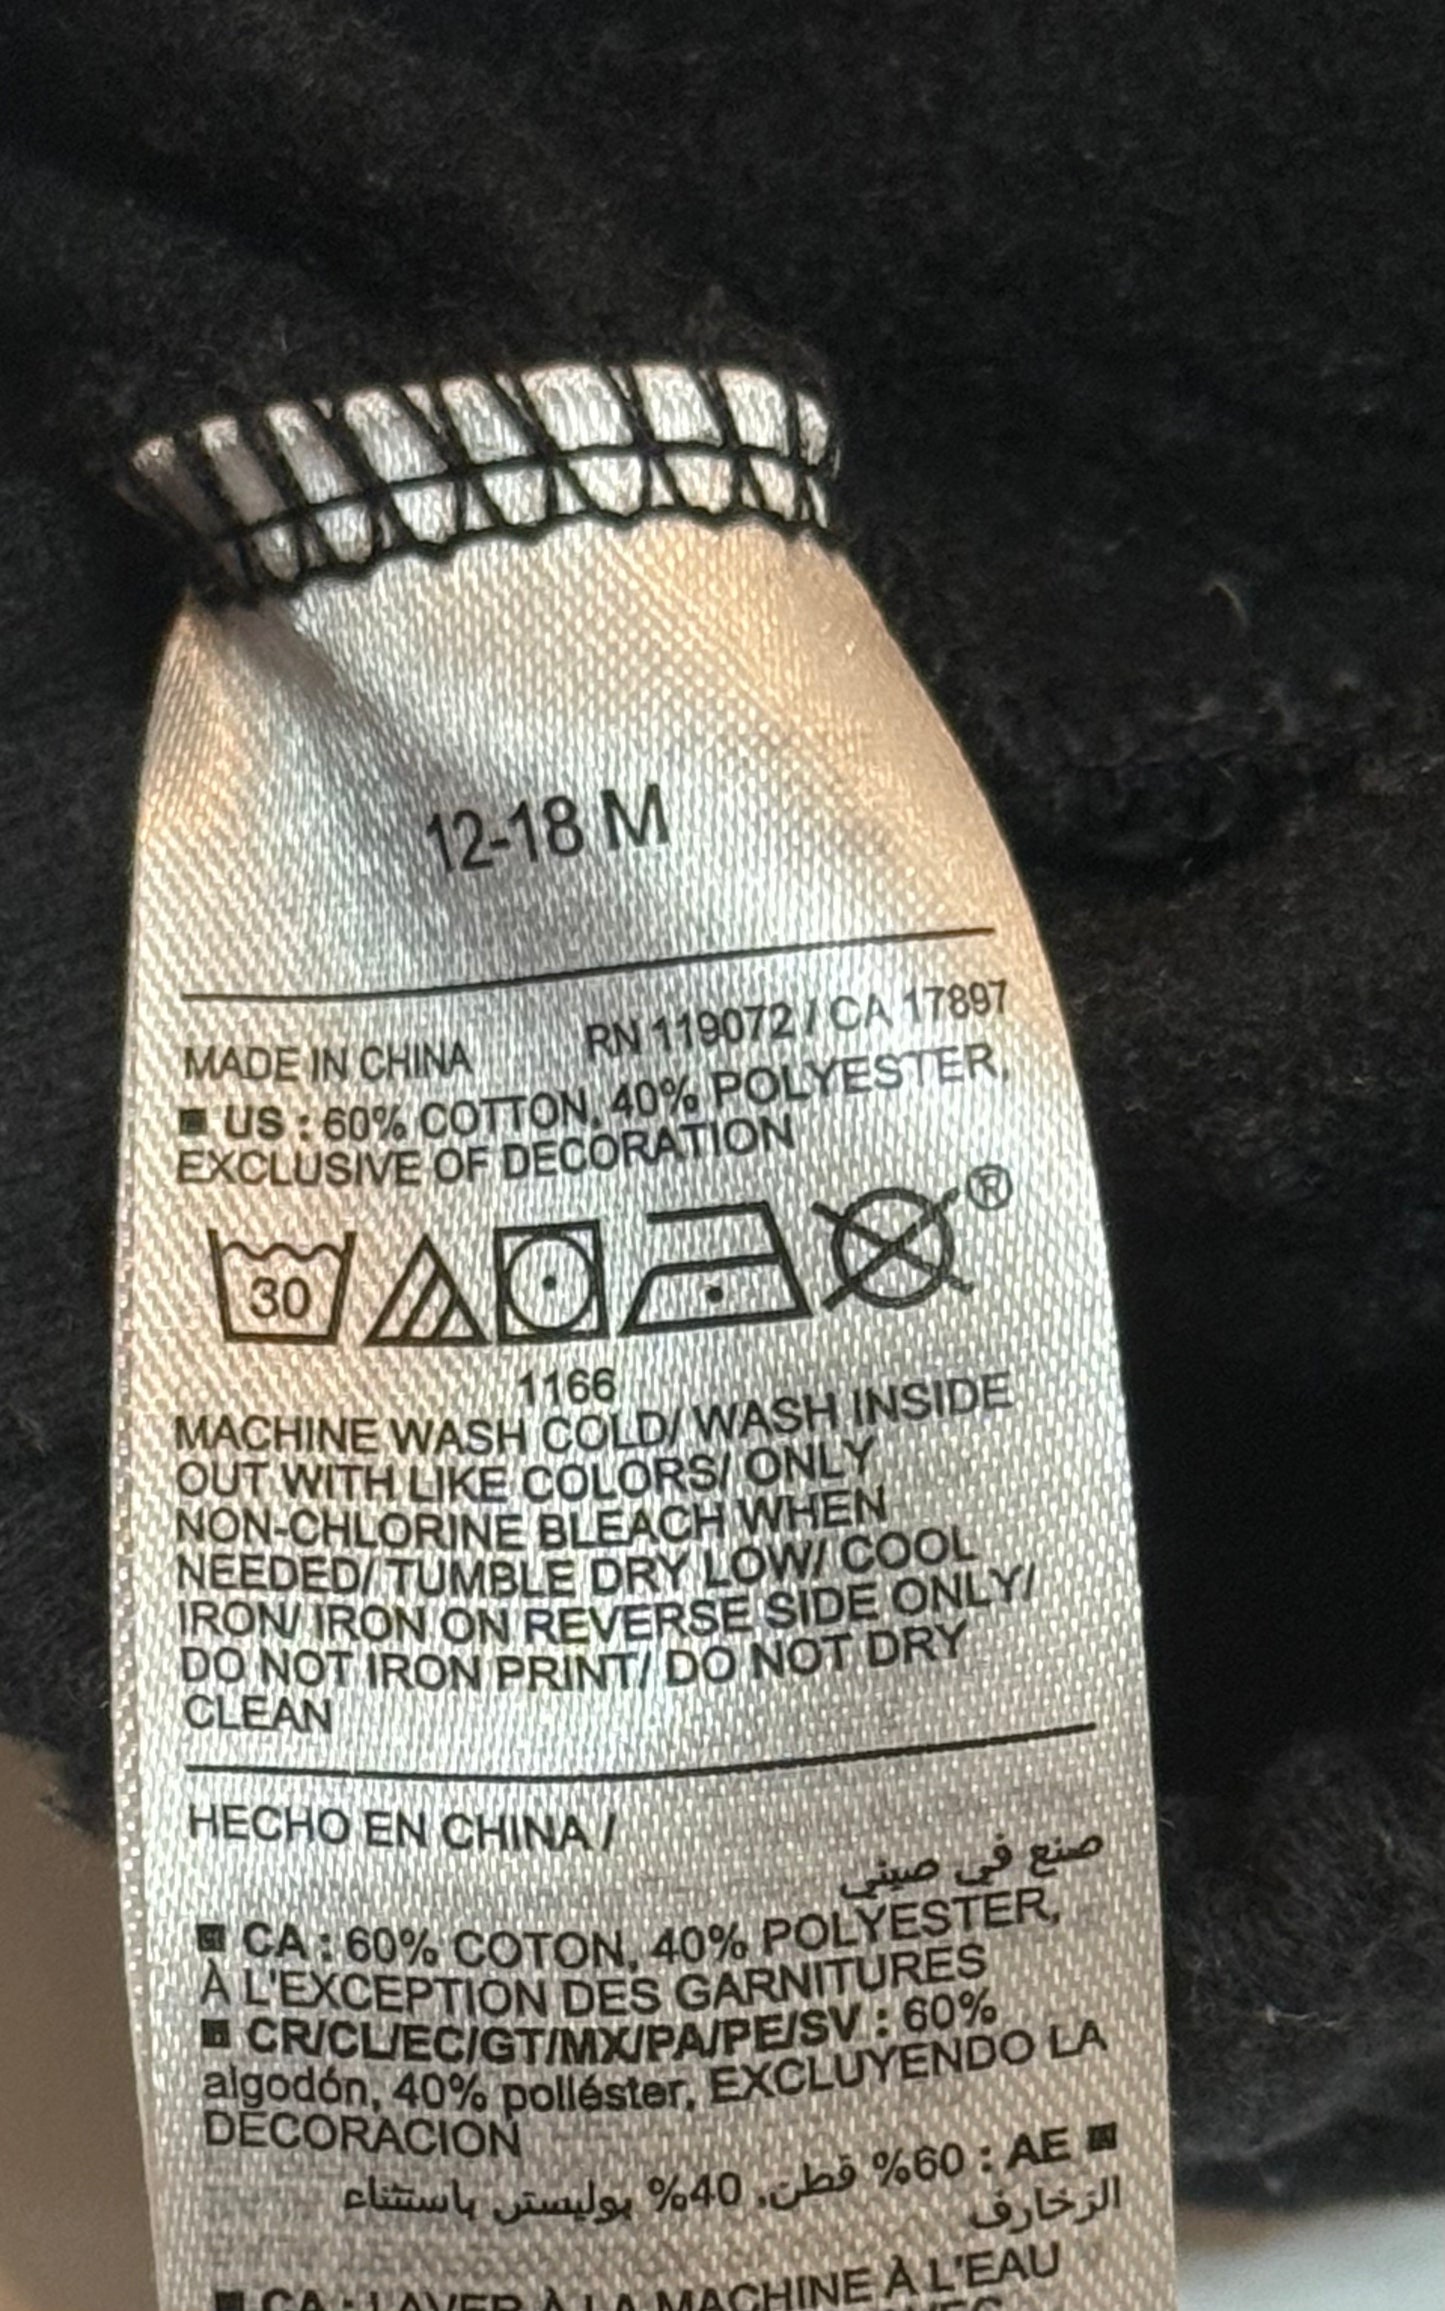 12-18 M
MADE IN CHINA RN 119072 / CA 17897
■ US : 60% COTTON, 40% POLYESTER,
EXCLUSIVE OF DECORATION
®
30
1166
MACHINE WASH COLD/ WASH INSIDE
OUT WITH LIKE COLORS/ ONLY
NON-CHLORINE BLEACH WHEN
NEEDED/ TUMBLE DRY LOW/ COOL
IRON/ IRON ON REVERSE SIDE ONLY/
DO NOT IRON PRINT/ DO NOT DRY
CLEAN
HECHO EN CHINA /
صنع في صيني
■ CA : 60% COTON, 40% POLYESTER,
À L'EXCEPTION DES GARNITURES
■ CR/CL/EC/GT/MX/PA/PE/SV : 60%
algodón, 40% polléster, EXCLUYENDO LA
DECORACION
■ AE : 60% قطن, 40% بوليستر, باستثناء
الزخارف
■ CA : LAVER À LA MACHINE À L'EAU